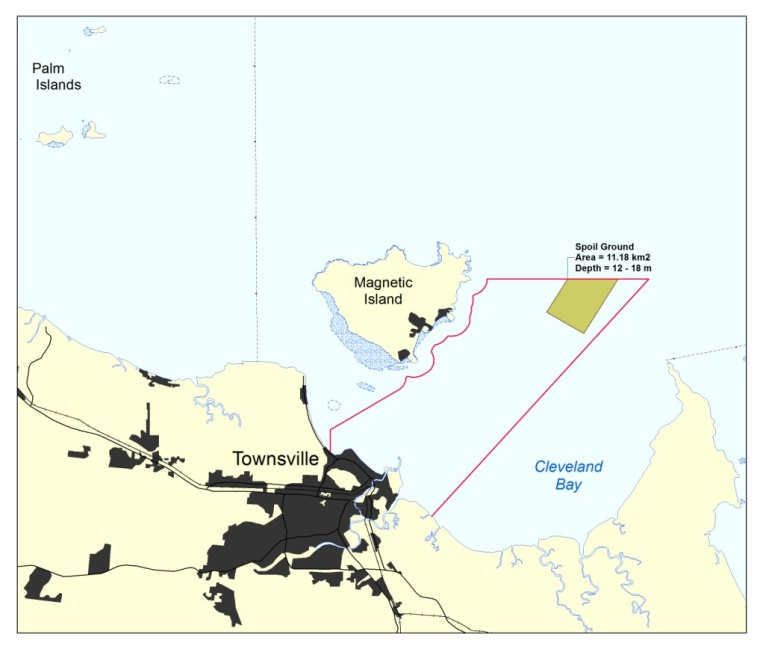 Palm
Islands
Spoil Ground
Area = 11.18 km2
Depth = 12 - 18 m
Magnetic
Island
Townsville
Cleveland
Bay